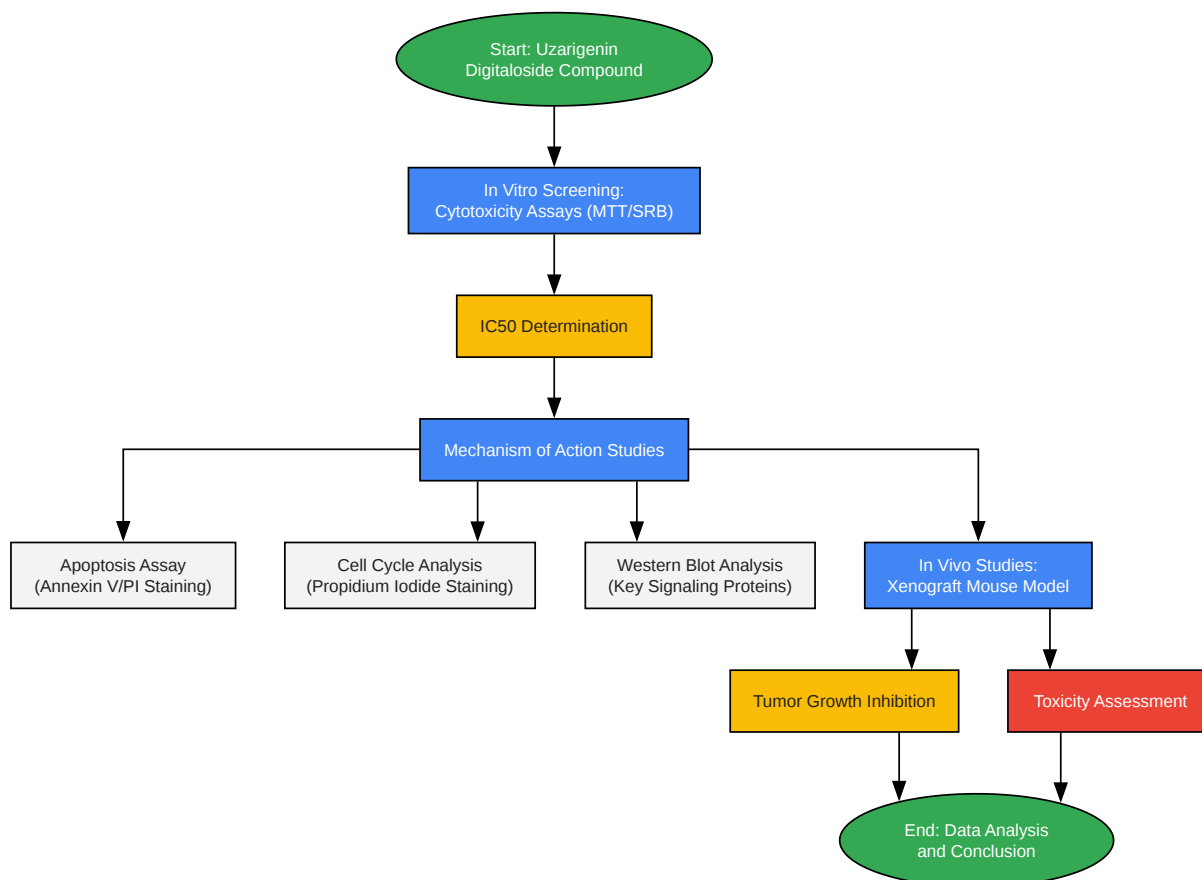 Start: Uzarigenin
Digitaloside Compound
In Vitro Screening:
Cytotoxicity Assays (MTT/SRB)
IC50 Determination
Mechanism of Action Studies
Apoptosis Assay
(Annexin V/PI Staining)
Cell Cycle Analysis
(Propidium Iodide Staining)
Western Blot Analysis
(Key Signaling Proteins)
In Vivo Studies:
Xenograft Mouse Model
Tumor Growth Inhibition
Toxicity Assessment
End: Data Analysis
and Conclusion